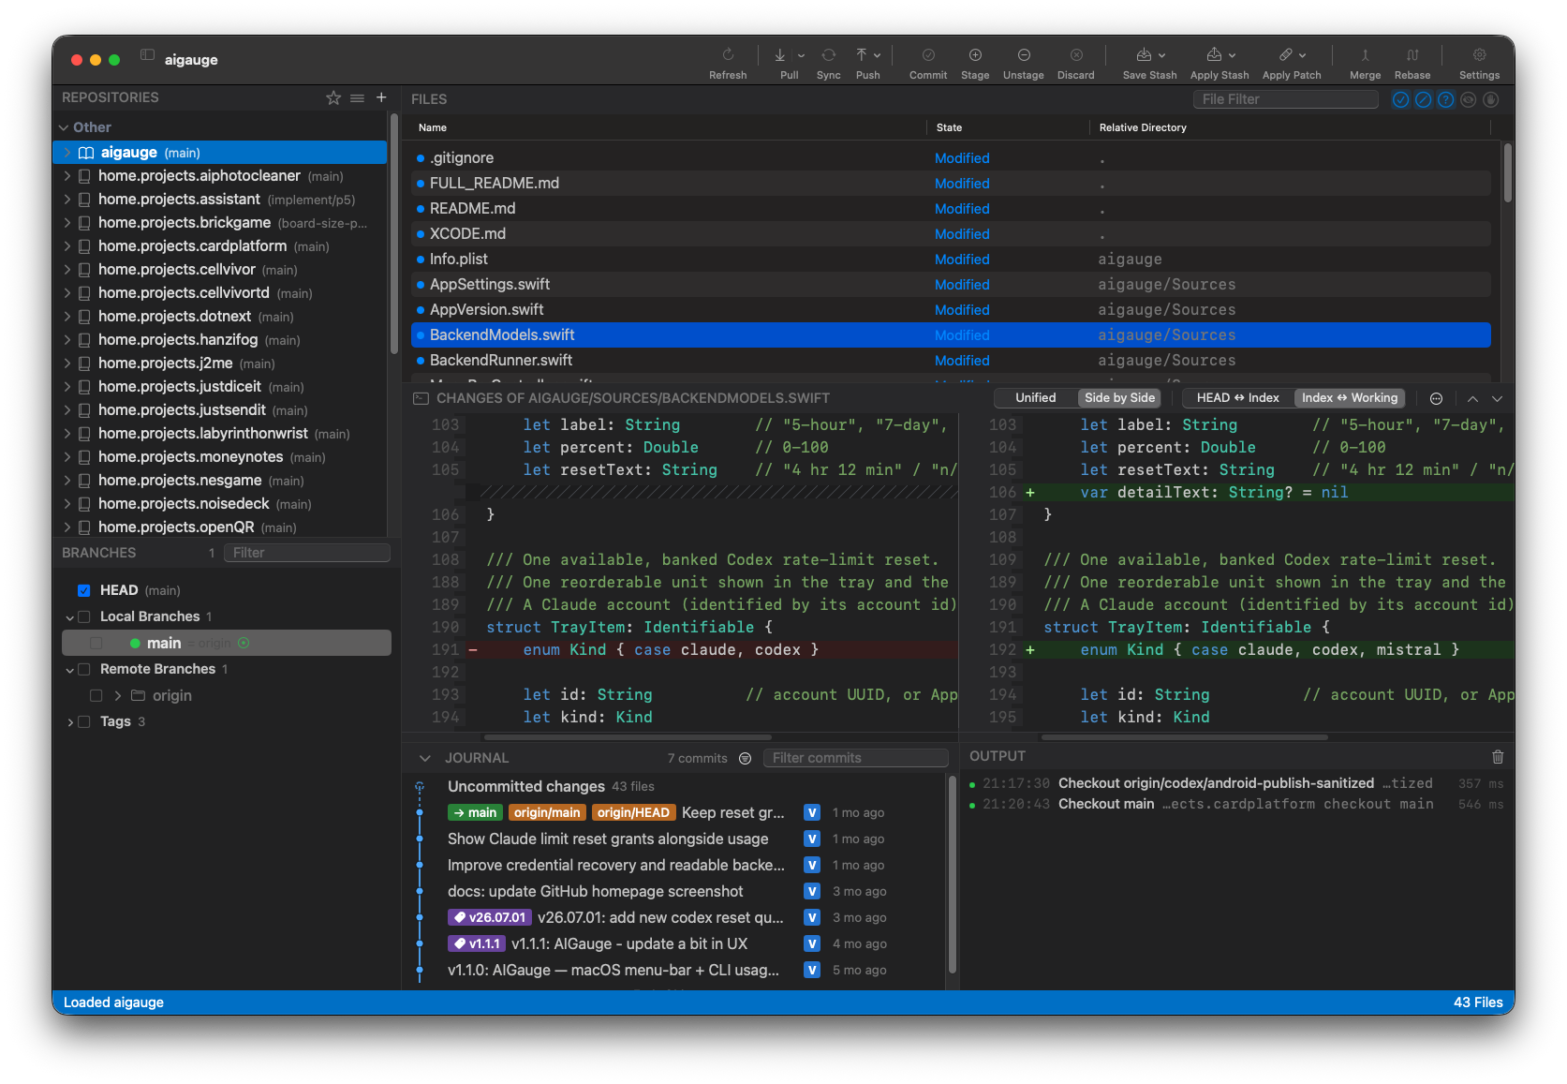 aigauge
Refresh Pull Sync Push Commit Stage Unstage Discard Save Stash Apply Stash Apply Patch Merge Rebase Settings
REPOSITORIES
Other
aigauge (main)
home.projects.aiphotocleaner (main)
home.projects.assistant (implement/p5)
home.projects.brickgame (board-size-p...
home.projects.cardplatform (main)
home.projects.cellvivor (main)
home.projects.cellvivortd (main)
home.projects.dotnext (main)
home.projects.hanzifog (main)
home.projects.j2me (main)
home.projects.justdiceit (main)
home.projects.justsendit (main)
home.projects.labyrinthonwrist (main)
home.projects.moneynotes (main)
home.projects.nesgame (main)
home.projects.noisedeck (main)
home.projects.openQR (main)
BRANCHES 1 Filter
HEAD (main)
Local Branches 1
main = origin
Remote Branches 1
origin
Tags 3
FILES File Filter
Name State Relative Directory
.gitignore Modified .
FULL_README.md Modified .
README.md Modified .
XCODE.md Modified .
Info.plist Modified aigauge
AppSettings.swift Modified aigauge/Sources
AppVersion.swift Modified aigauge/Sources
BackendModels.swift Modified aigauge/Sources
BackendRunner.swift Modified aigauge/Sources
CHANGES OF AIGAUGE/SOURCES/BACKENDMODELS.SWIFT Unified Side by Side HEAD ↔ Index Index ↔ Working
103 let label: String // "5-hour", "7-day",
104 let percent: Double // 0–100
105 let resetText: String // "4 hr 12 min" / "n/
106 }
107
108 /// One available, banked Codex rate-limit reset.
188 /// One reorderable unit shown in the tray and the
189 /// A Claude account (identified by its account id)
190 struct TrayItem: Identifiable {
191 − enum Kind { case claude, codex }
192
193 let id: String // account UUID, or App
194 let kind: Kind
103 let label: String // "5-hour", "7-day",
104 let percent: Double // 0–100
105 let resetText: String // "4 hr 12 min" / "n/
106 + var detailText: String? = nil
107 }
108
109 /// One available, banked Codex rate-limit reset.
189 /// One reorderable unit shown in the tray and the
190 /// A Claude account (identified by its account id)
191 struct TrayItem: Identifiable {
192 + enum Kind { case claude, codex, mistral }
193
194 let id: String // account UUID, or App
195 let kind: Kind
JOURNAL 7 commits Filter commits
Uncommitted changes 43 files
→ main origin/main origin/HEAD Keep reset gr... V 1 mo ago
Show Claude limit reset grants alongside usage V 1 mo ago
Improve credential recovery and readable backe... V 1 mo ago
docs: update GitHub homepage screenshot V 3 mo ago
v26.07.01 v26.07.01: add new codex reset qu... V 3 mo ago
v1.1.1 v1.1.1: AIGauge - update a bit in UX V 4 mo ago
v1.1.0: AIGauge — macOS menu-bar + CLI usag... V 5 mo ago
OUTPUT
21:17:30 Checkout origin/codex/android-publish-sanitized ...tized 357 ms
21:20:43 Checkout main ...ects.cardplatform checkout main 546 ms
Loaded aigauge 43 Files